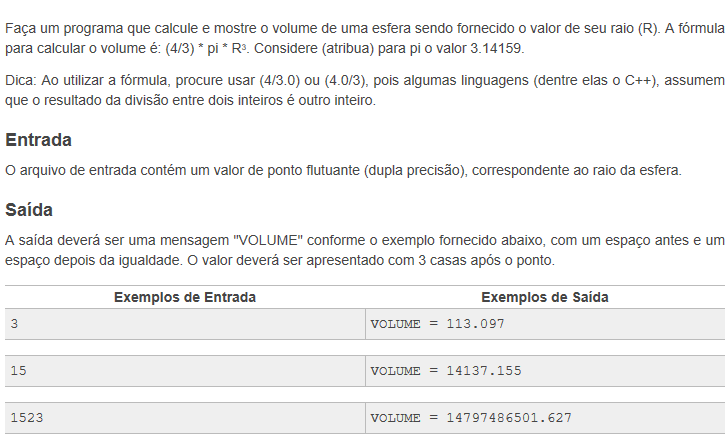 Faça um programa que calcule e mostre o volume de uma esfera sendo fornecido o valor de seu raio (R). A fórmula
para calcular o volume é: (4/3) * pi * R³. Considere (atribua) para pi o valor 3.14159.
Dica: Ao utilizar a fórmula, procure usar (4/3.0) ou (4.0/3), pois algumas linguagens (dentre elas o C++), assumem
que o resultado da divisão entre dois inteiros é outro inteiro.
Entrada
O arquivo de entrada contém um valor de ponto flutuante (dupla precisão), correspondente ao raio da esfera.
Saída
A saída deverá ser uma mensagem "VOLUME" conforme o exemplo fornecido abaixo, com um espaço antes e um
espaço depois da igualdade. O valor deverá ser apresentado com 3 casas após o ponto.
Exemplos de Entrada Exemplos de Saída
3 VOLUME = 113.097
15 VOLUME = 14137.155
1523 VOLUME = 14797486501.627